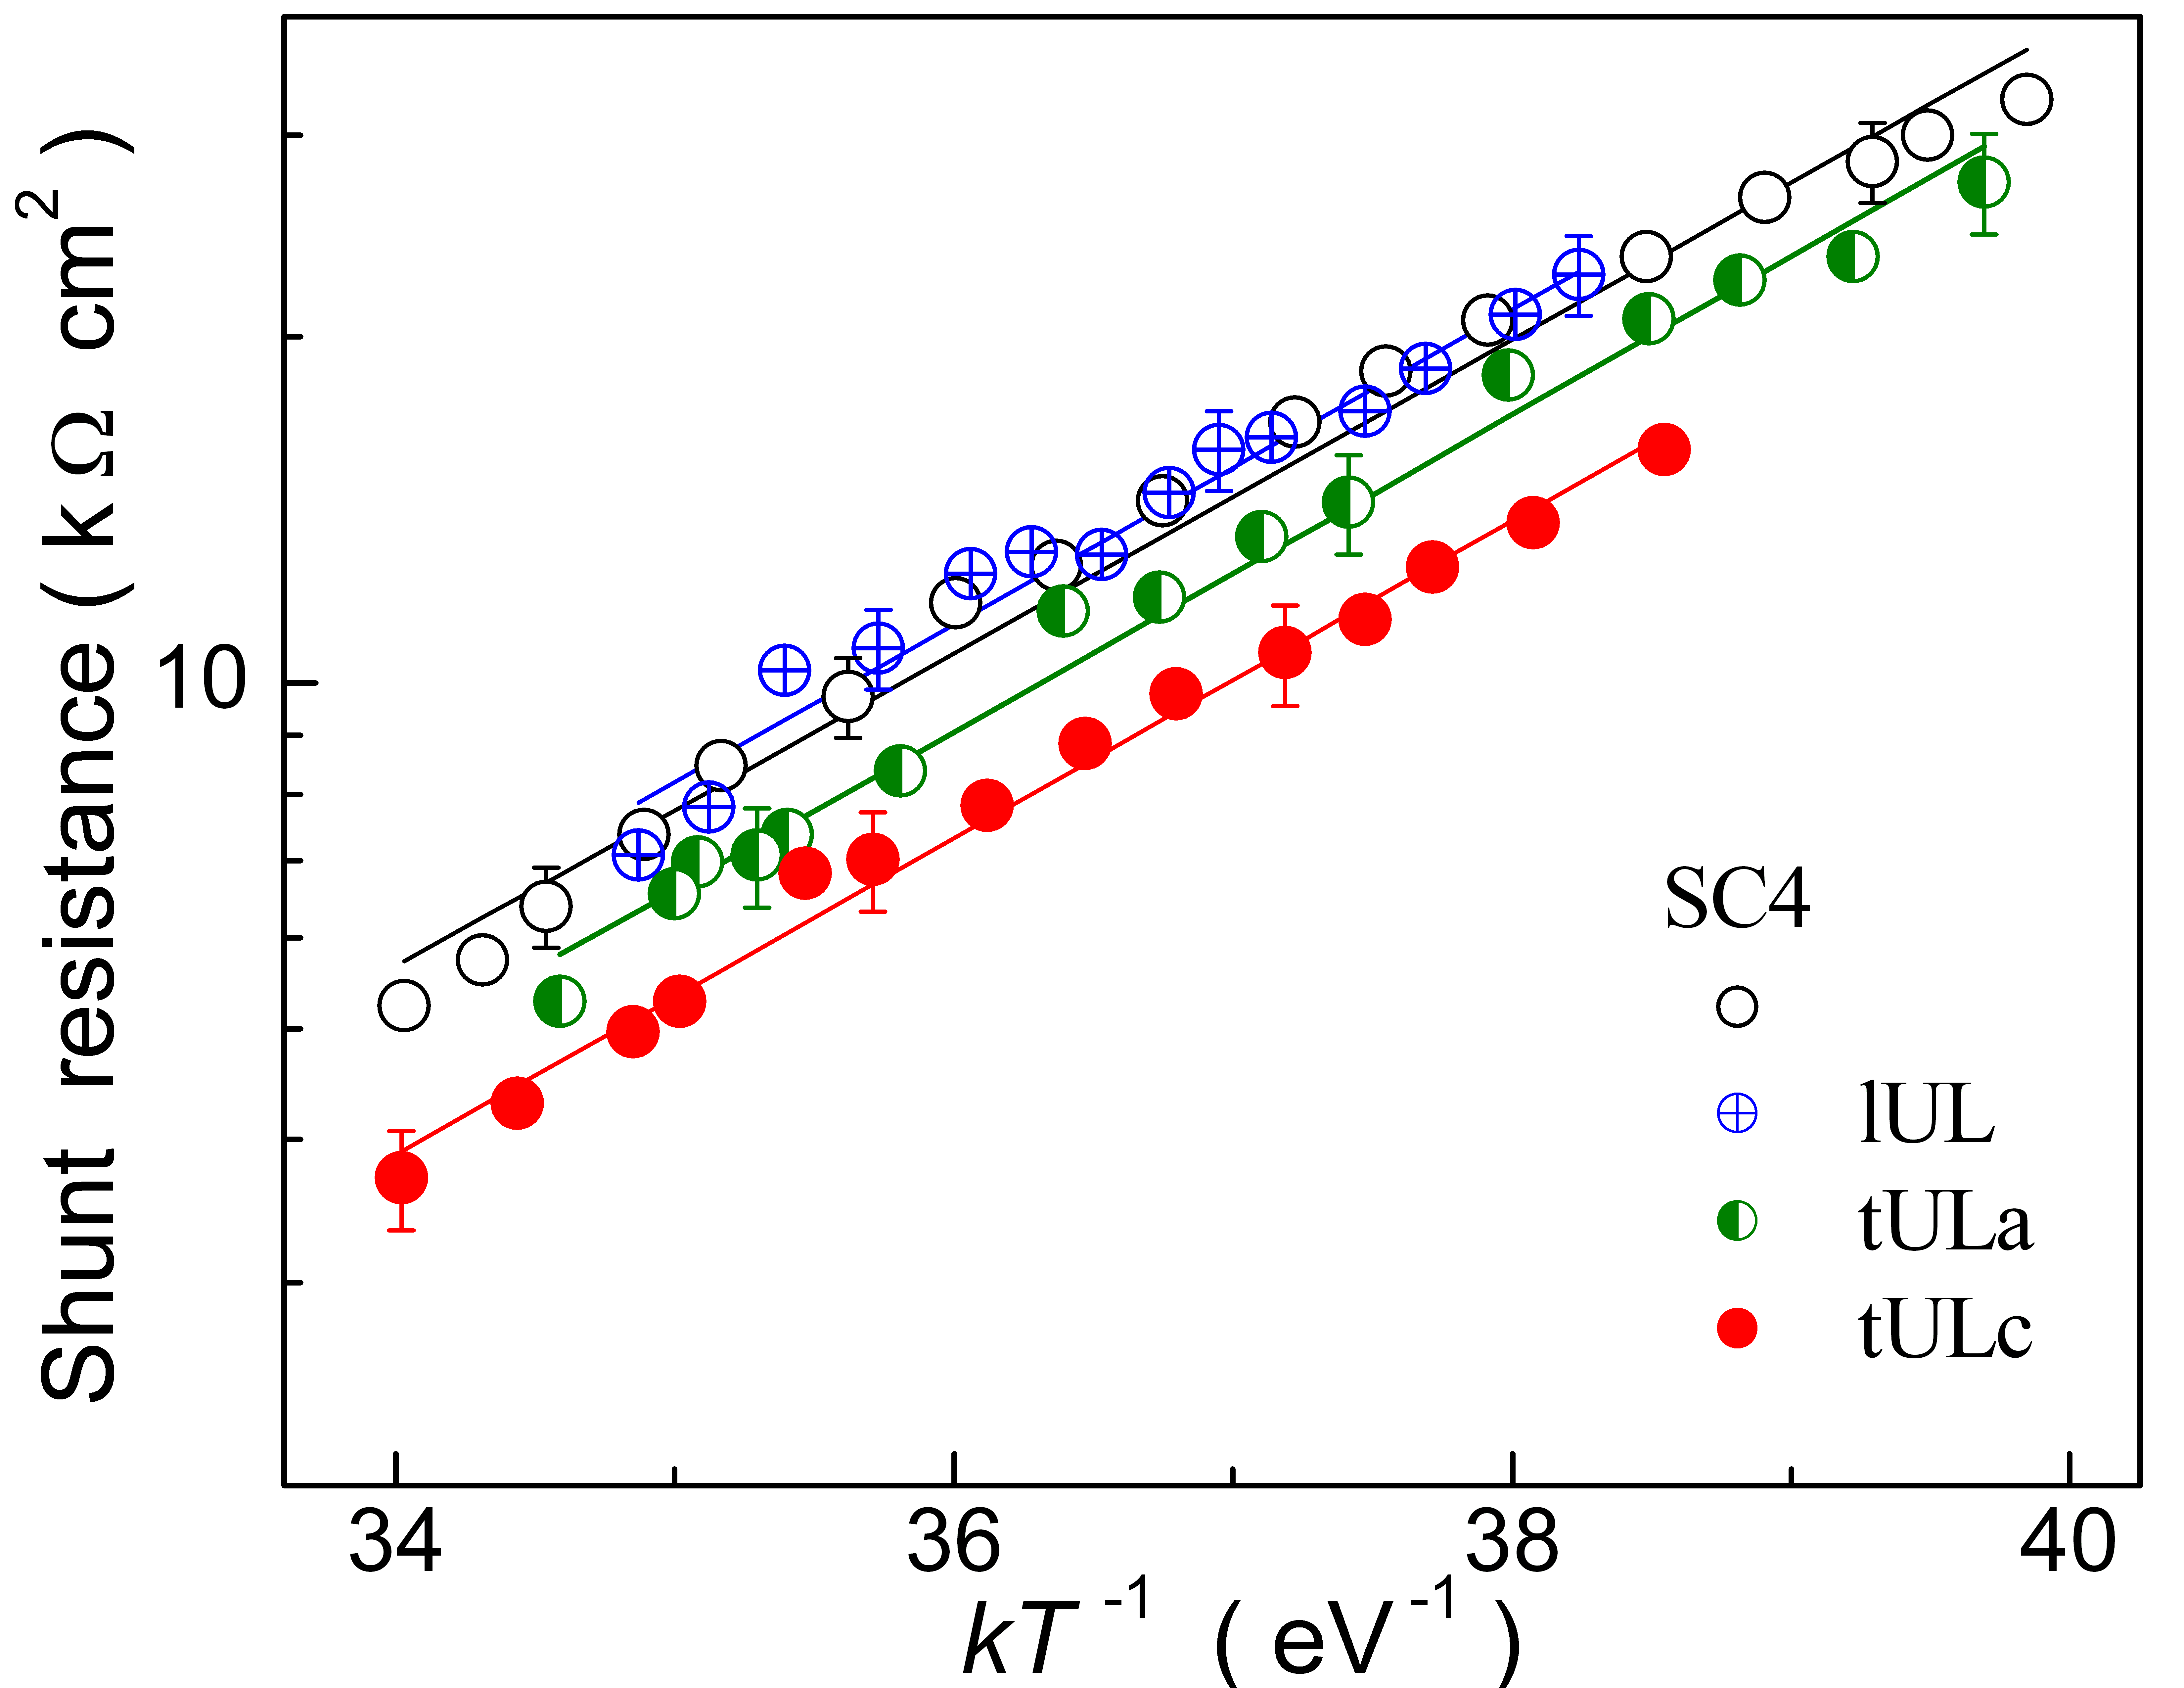 Shunt resistance ( k Ω cm² )
10
SC4
lUL
tULa
tULc
34 36 38 40
kT⁻¹ ( eV⁻¹ )